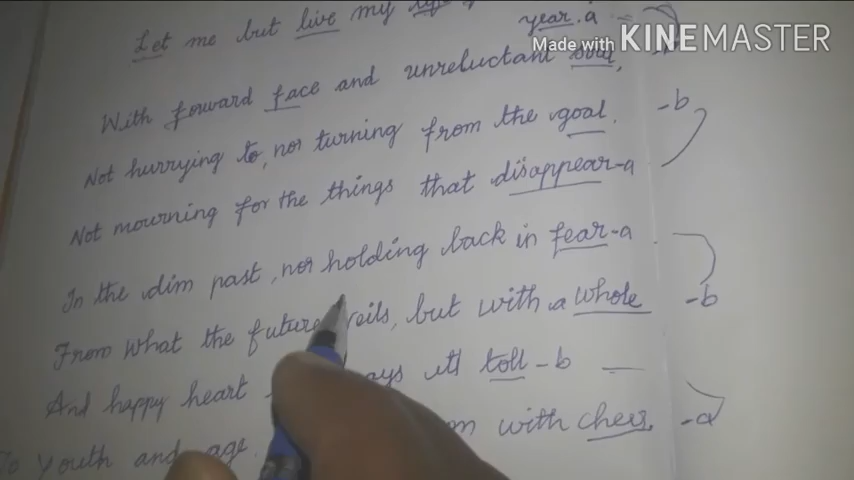 Let me but live my life year.a
Made with KINEMASTER
With forward face and unreluctant soul,
Not hurrying to, nor turning from the goal. -b
Not mourning for the things that disappear-a
In the dim past, nor holding back in fear-a
From what the future veils, but with a whole -b
And happy heart ays it toll -b
To Youth and age. with cheer. -a